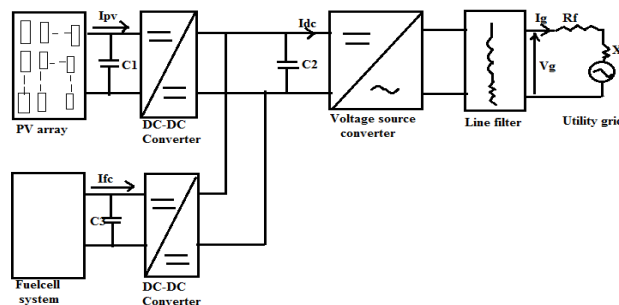 Ipv
C1
PV array
DC-DC
Converter
Idc
C2
Voltage source
converter
Line filter
Ig
Rf
X
Vg
Utility grid
Ifc
C3
Fuelcell
system
DC-DC
Converter